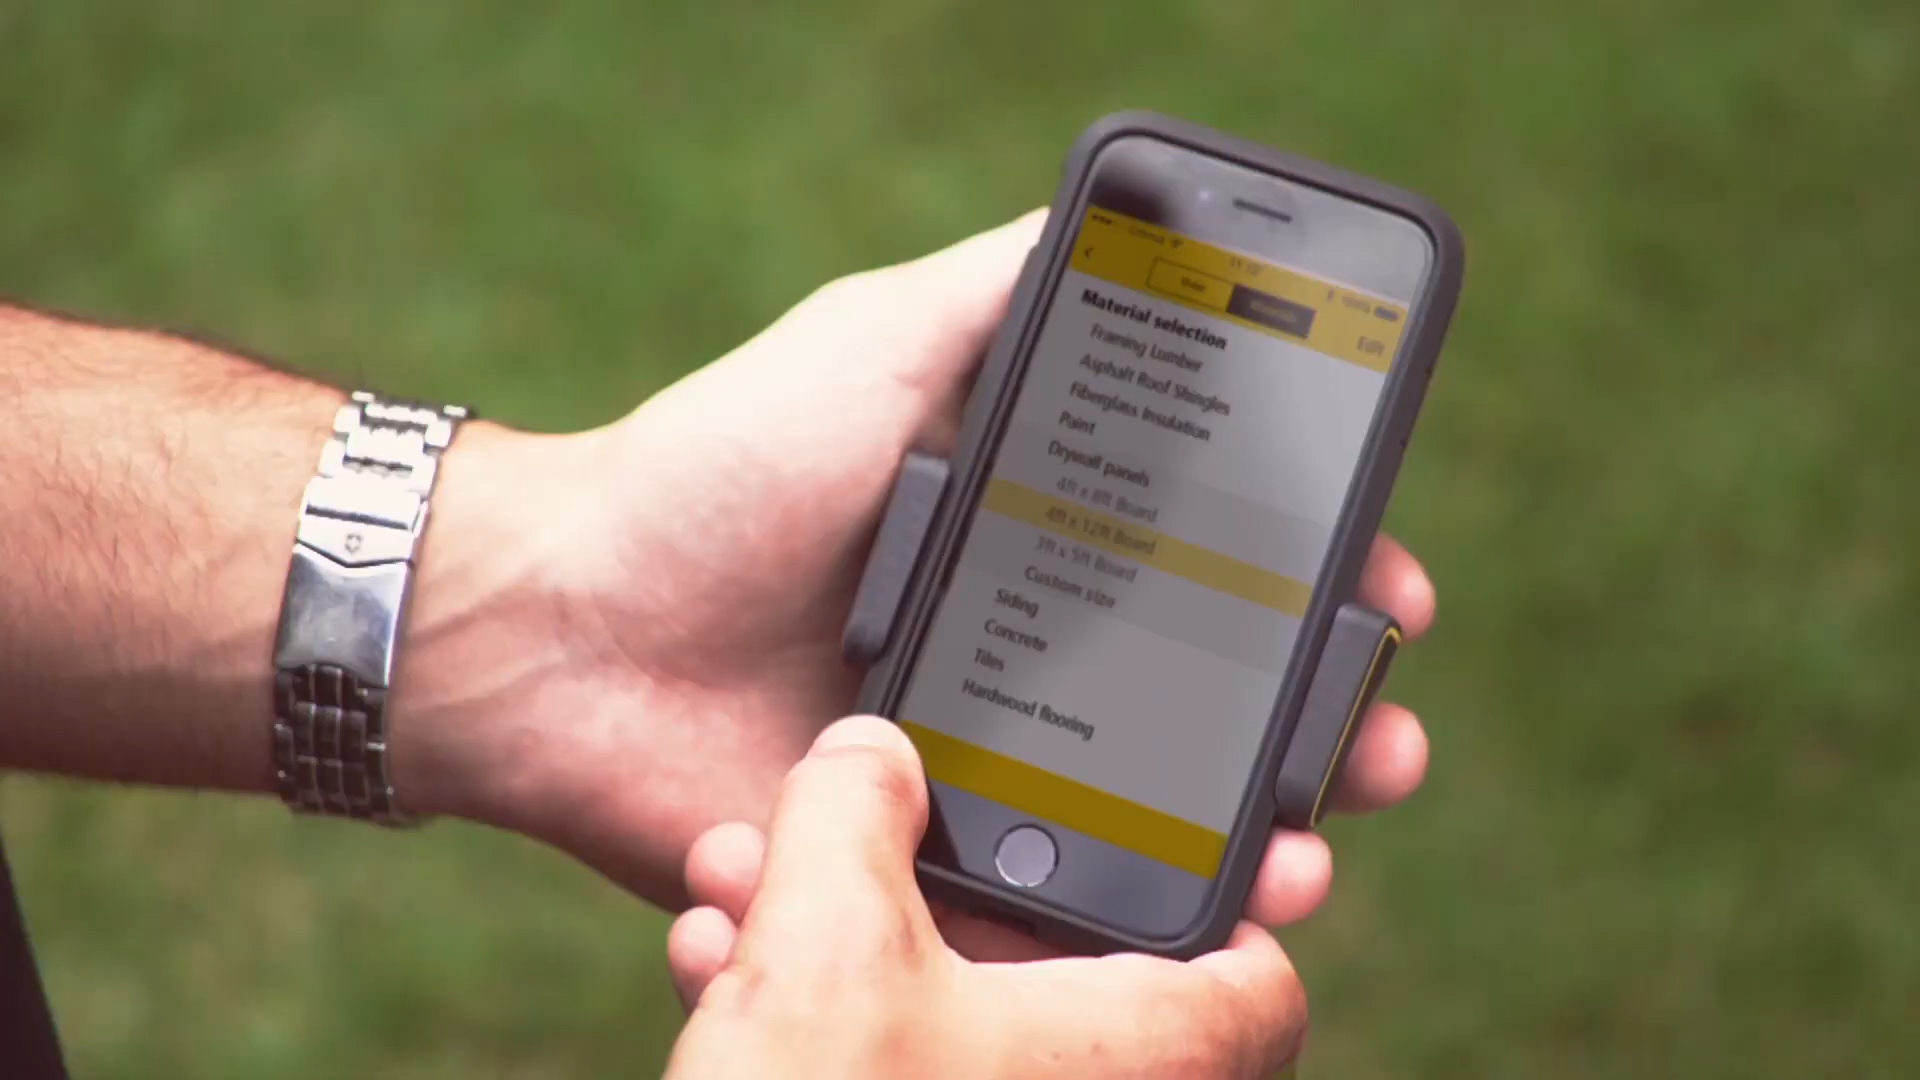 Edit
Material selection
Framing Lumber
Asphalt Roof Shingles
Fiberglass Insulation
Paint
Drywall panels
4ft x 8ft Board
4ft x 12ft Board
3ft x 5ft Board
Custom size
Siding
Concrete
Tiles
Hardwood flooring